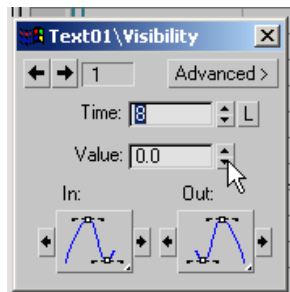 Text01\Visibility
1 Advanced >
Time: 8 L
Value: 0.0
In: Out: